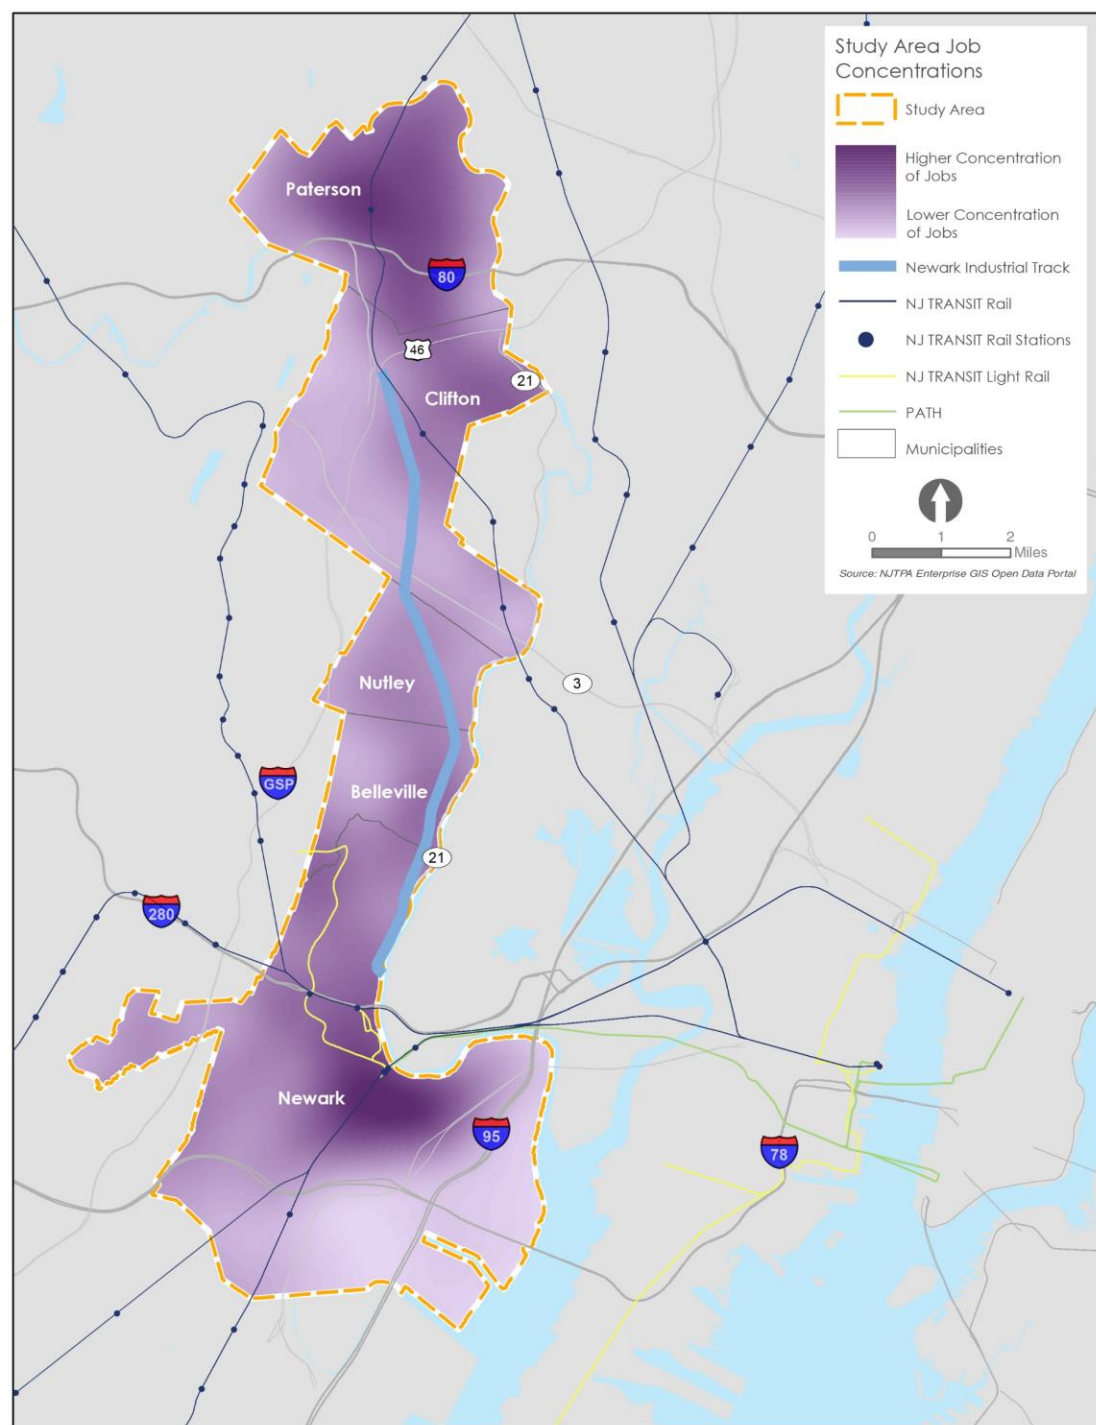 Study Area Job
Concentrations
Study Area
Higher Concentration
of Jobs
Lower Concentration
of Jobs
Newark Industrial Track
NJ TRANSIT Rail
NJ TRANSIT Rail Stations
NJ TRANSIT Light Rail
PATH
Municipalities
0 1 2
Miles
Source: NJTPA Enterprise GIS Open Data Portal
Paterson
80
46
21
Clifton
Nutley
3
GSP
Belleville
21
280
Newark
95
78